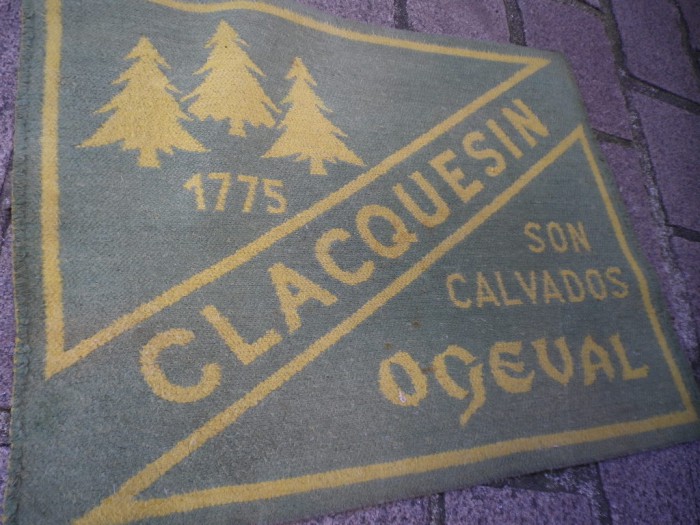 1775
CLACQUESIN
SON
CALVADOS
OGEVAL